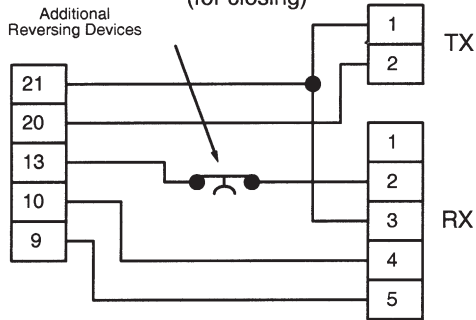 (for closing)
Additional
Reversing Devices
1
2
TX
21
20
13
10
9
1
2
3
4
5
RX